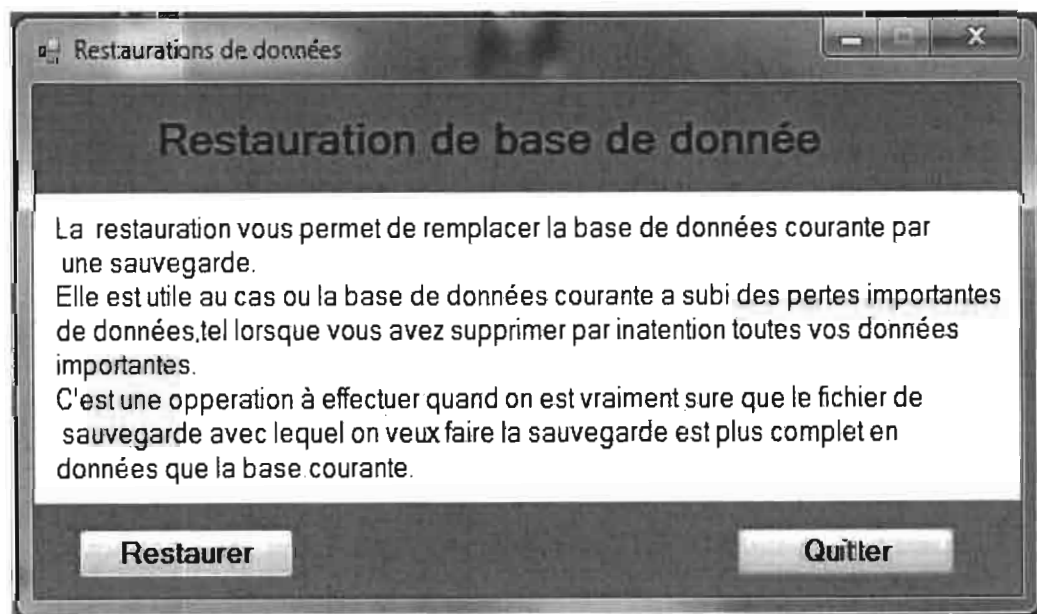 Restaurations de données
Restauration de base de donnée
La restauration vous permet de remplacer la base de données courante par
une sauvegarde.
Elle est utile au cas ou la base de données courante a subi des pertes importantes
de données,tel lorsque vous avez supprimer par inatention toutes vos données
importantes.
C'est une opperation à effectuer quand on est vraiment sure que le fichier de
sauvegarde avec lequel on veux faire la sauvegarde est plus complet en
données que la base courante.
Restaurer
Quitter